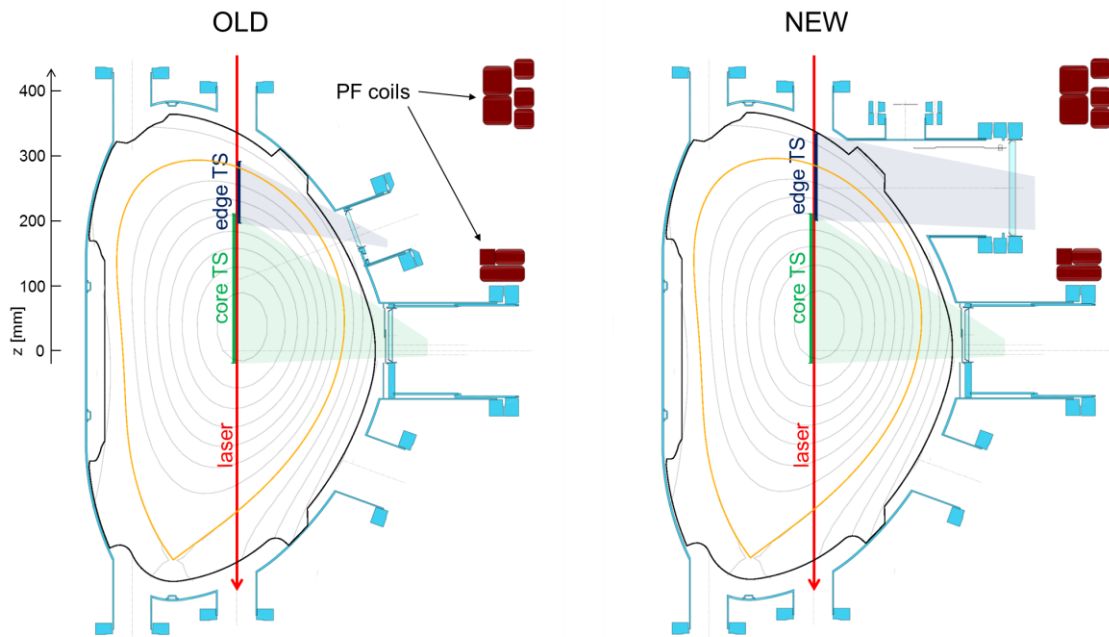 OLD
NEW
PF coils
400
300
200
100
0
z [mm]
edge TS
core TS
laser
edge TS
core TS
laser